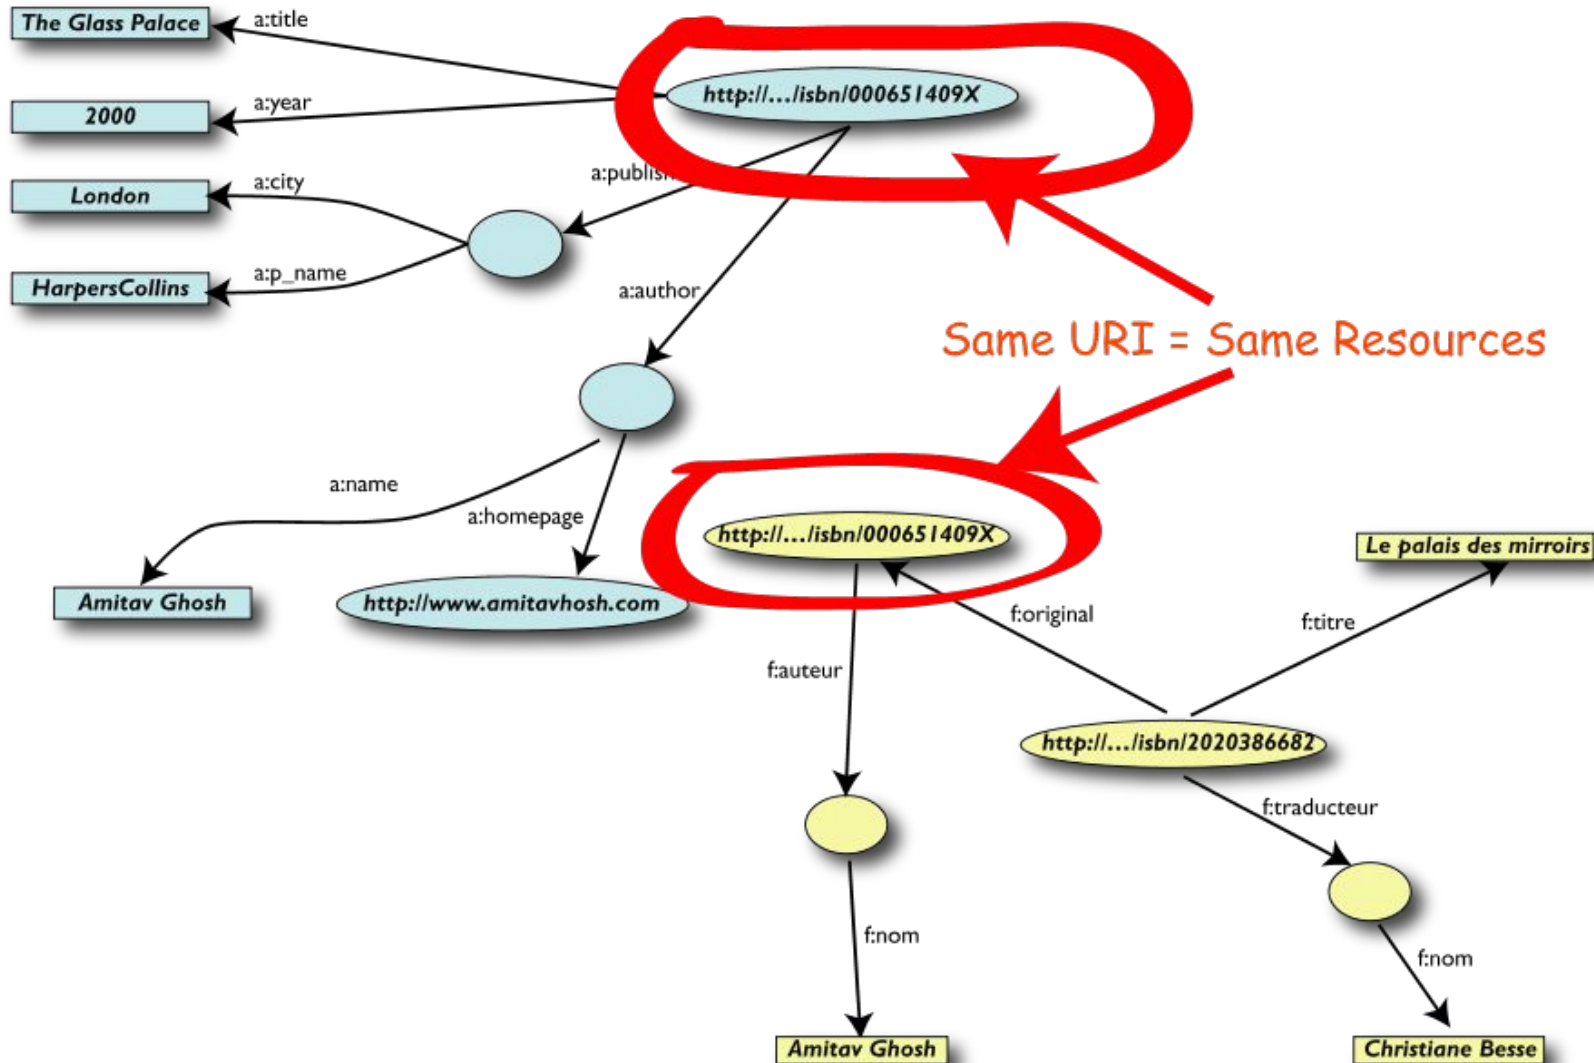 The Glass Palace
a:title
http://…/isbn/000651409X
2000
a:year
London
a:city
a:publish
HarpersCollins
a:p_name
a:author
Same URI = Same Resources
a:name
a:homepage
http://…/isbn/000651409X
Le palais des mirroirs
Amitav Ghosh
http://www.amitavhosh.com
f:original
f:titre
f:auteur
http://…/isbn/2020386682
f:traducteur
f:nom
f:nom
Amitav Ghosh
Christiane Besse